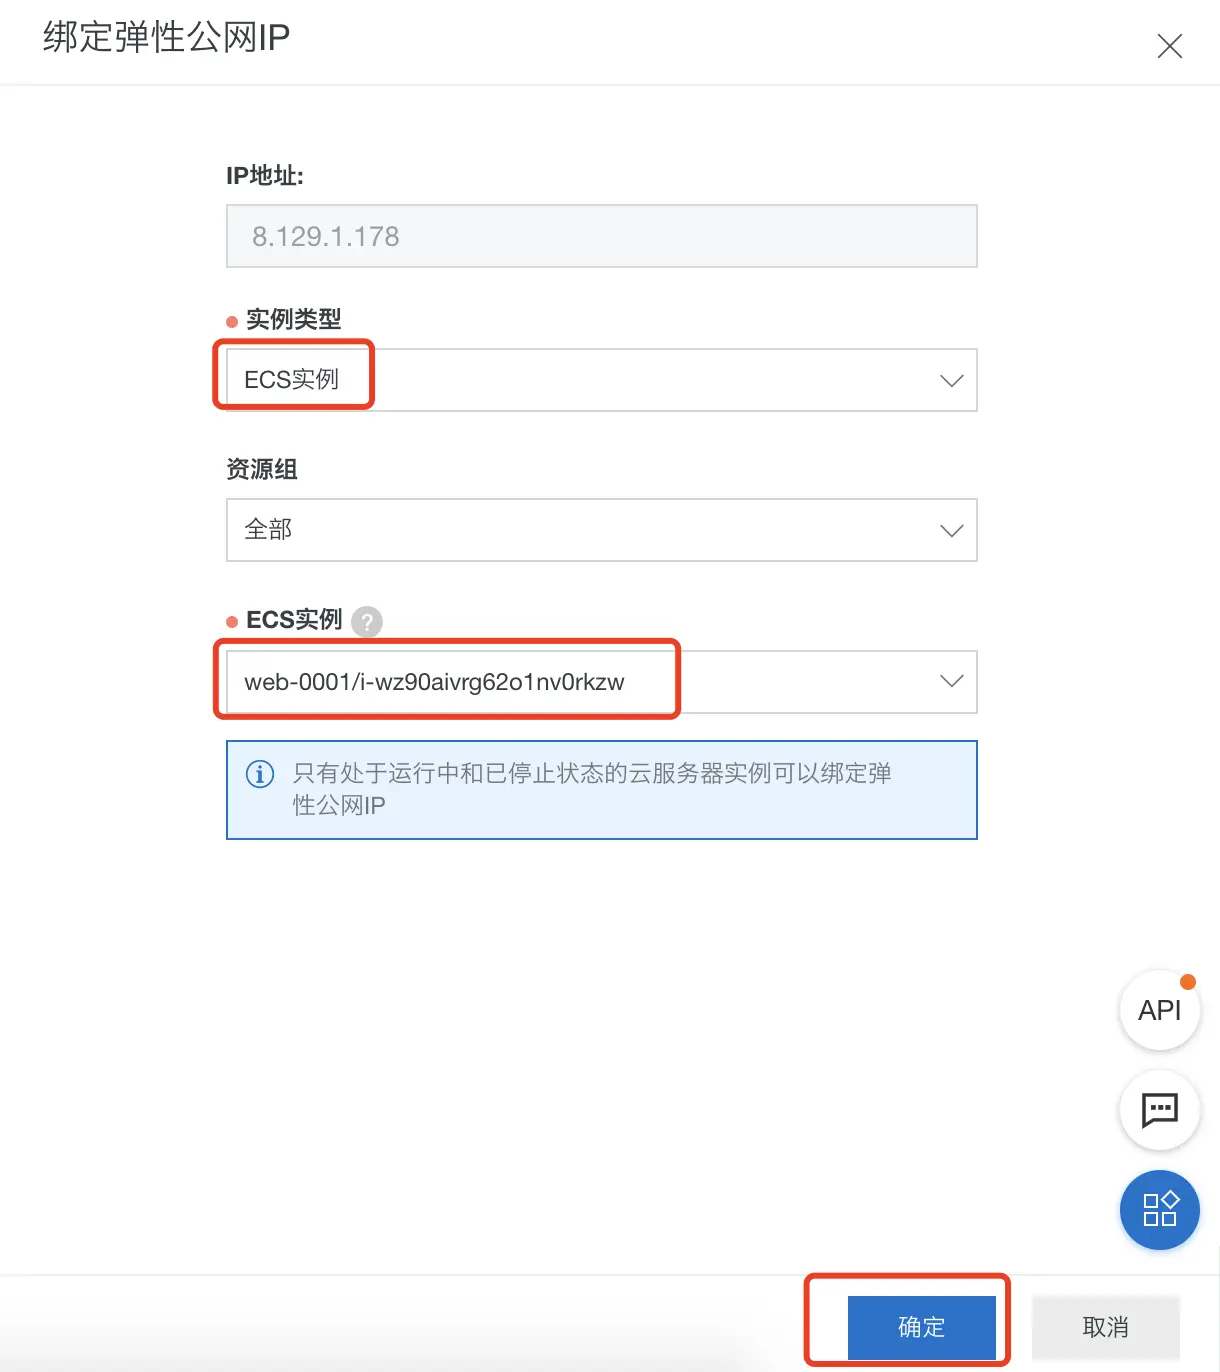 绑定弹性公网IP
IP地址:
8.129.1.178
实例类型
ECS实例
资源组
全部
ECS实例 ?
web-0001/i-wz90aivrg62o1nv0rkzw
只有处于运行中和已停止状态的云服务器实例可以绑定弹
性公网IP
API
确定
取消